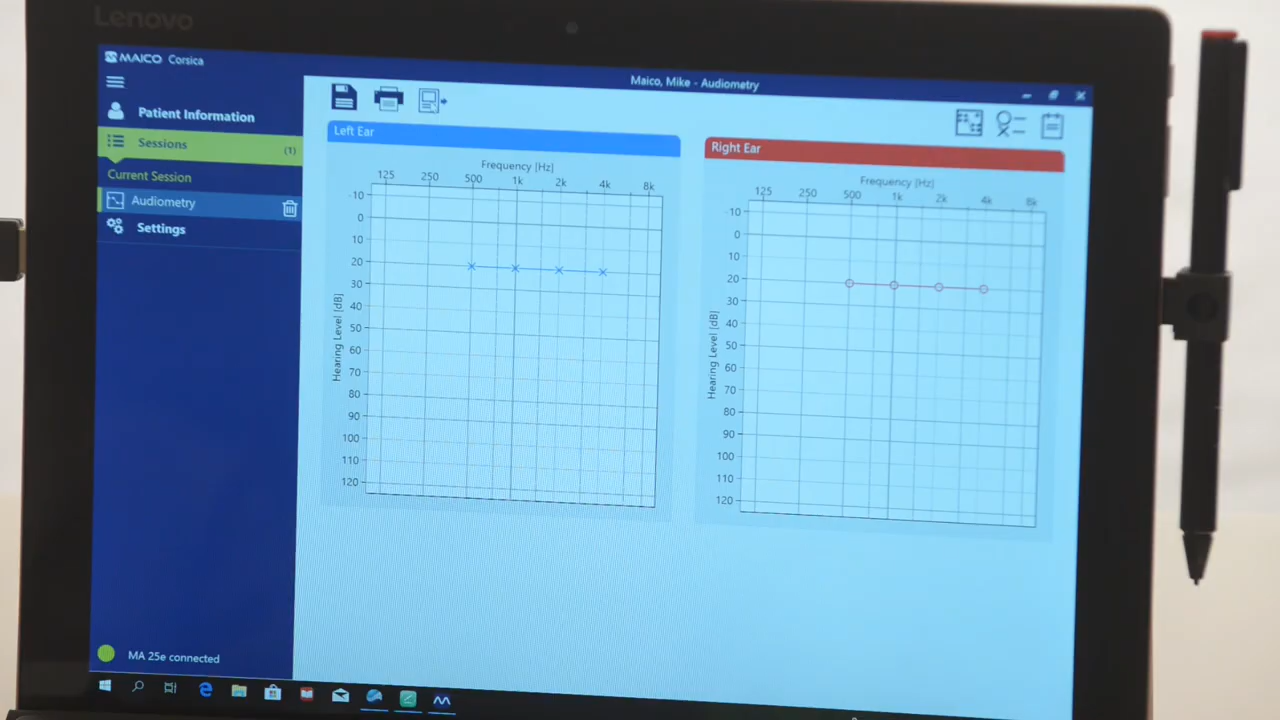 Lenovo
MAICO Corsica
Maico, Mike - Audiometry
Patient Information
Sessions (1)
Current Session
Audiometry
Settings
MA 25e connected
Left Ear
Frequency [Hz]
125 250 500 1k 2k 4k 8k
Hearing Level [dB]
-10
0
10
20
30
40
50
60
70
80
90
100
110
120
Right Ear
Frequency [Hz]
125 250 500 1k 2k 4k 8k
Hearing Level [dB]
-10
0
10
20
30
40
50
60
70
80
90
100
110
120